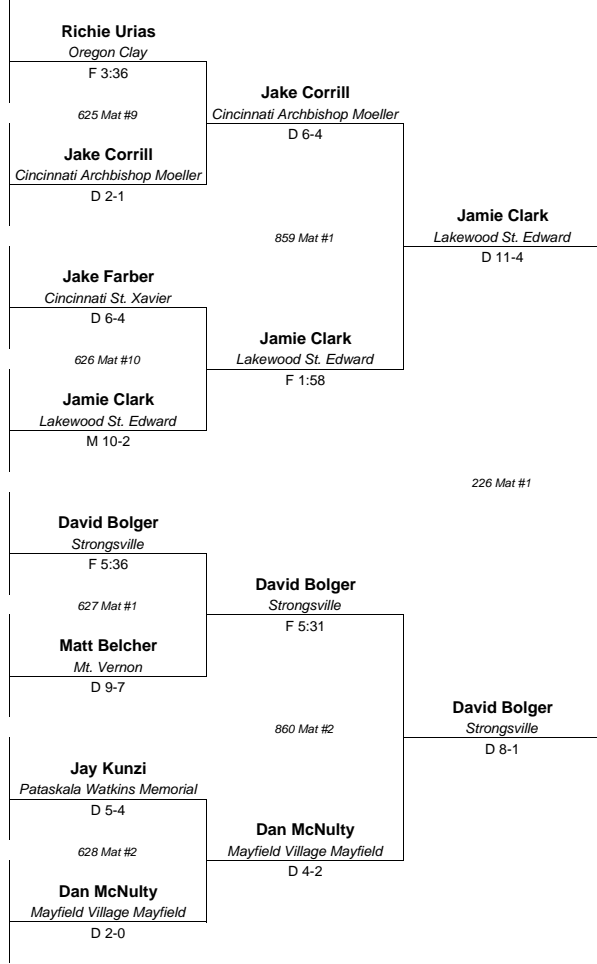 Richie Urias
Oregon Clay
F 3:36
625 Mat #9
Jake Corrill
Cincinnati Archbishop Moeller
D 2-1
Jake Corrill
Cincinnati Archbishop Moeller
D 6-4
859 Mat #1
Jake Farber
Cincinnati St. Xavier
D 6-4
626 Mat #10
Jamie Clark
Lakewood St. Edward
M 10-2
Jamie Clark
Lakewood St. Edward
F 1:58
Jamie Clark
Lakewood St. Edward
D 11-4
226 Mat #1
David Bolger
Strongsville
F 5:36
627 Mat #1
Matt Belcher
Mt. Vernon
D 9-7
David Bolger
Strongsville
F 5:31
860 Mat #2
Jay Kunzi
Pataskala Watkins Memorial
D 5-4
628 Mat #2
Dan McNulty
Mayfield Village Mayfield
D 2-0
Dan McNulty
Mayfield Village Mayfield
D 4-2
David Bolger
Strongsville
D 8-1